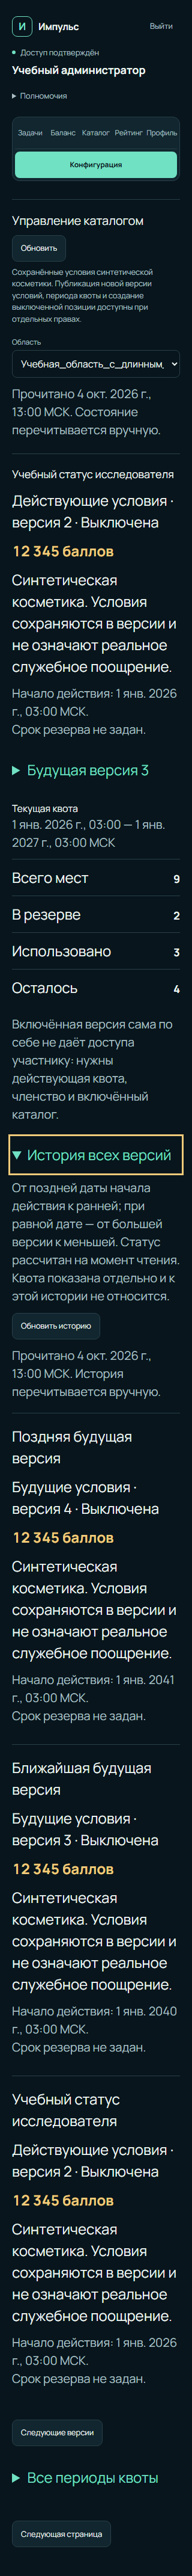 И Импульс Выйти
Доступ подтверждён
Учебный администратор
Полномочия
Задачи Баланс Каталог Рейтинг Профиль
Конфигурация
Управление каталогом
Обновить
Сохранённые условия синтетической
косметики. Публикация новой версии
условий, периода квоты и создание
выключенной позиции доступны при
отдельных правах.
Область
Учебная_область_с_длинным_
Прочитано 4 окт. 2026 г.,
13:00 МСК. Состояние
перечитывается вручную.
Учебный статус исследователя
Действующие условия ·
версия 2 · Выключена
12 345 баллов
Синтетическая
косметика. Условия
сохраняются в версии и
не означают реальное
служебное поощрение.
Начало действия: 1 янв. 2026
г., 03:00 МСК.
Срок резерва не задан.
Будущая версия 3
Текущая квота
1 янв. 2026 г., 03:00 — 1 янв.
2027 г., 03:00 МСК
Всего мест 9
В резерве 2
Использовано 3
Осталось 4
Включённая версия сама по
себе не даёт доступа
участнику: нужны
действующая квота,
членство и включённый
каталог.
История всех версий
От поздней даты начала
действия к ранней; при
равной дате — от большей
версии к меньшей. Статус
рассчитан на момент чтения.
Квота показана отдельно и к
этой истории не относится.
Обновить историю
Прочитано 4 окт. 2026 г.,
13:00 МСК. История
перечитывается вручную.
Поздняя будущая
версия
Будущие условия ·
версия 4 · Выключена
12 345 баллов
Синтетическая
косметика. Условия
сохраняются в версии и
не означают реальное
служебное поощрение.
Начало действия: 1 янв. 2041
г., 03:00 МСК.
Срок резерва не задан.
Ближайшая будущая
версия
Будущие условия ·
версия 3 · Выключена
12 345 баллов
Синтетическая
косметика. Условия
сохраняются в версии и
не означают реальное
служебное поощрение.
Начало действия: 1 янв. 2040
г., 03:00 МСК.
Срок резерва не задан.
Учебный статус
исследователя
Действующие условия ·
версия 2 · Выключена
12 345 баллов
Синтетическая
косметика. Условия
сохраняются в версии и
не означают реальное
служебное поощрение.
Начало действия: 1 янв. 2026
г., 03:00 МСК.
Срок резерва не задан.
Следующие версии
Все периоды квоты
Следующая страница